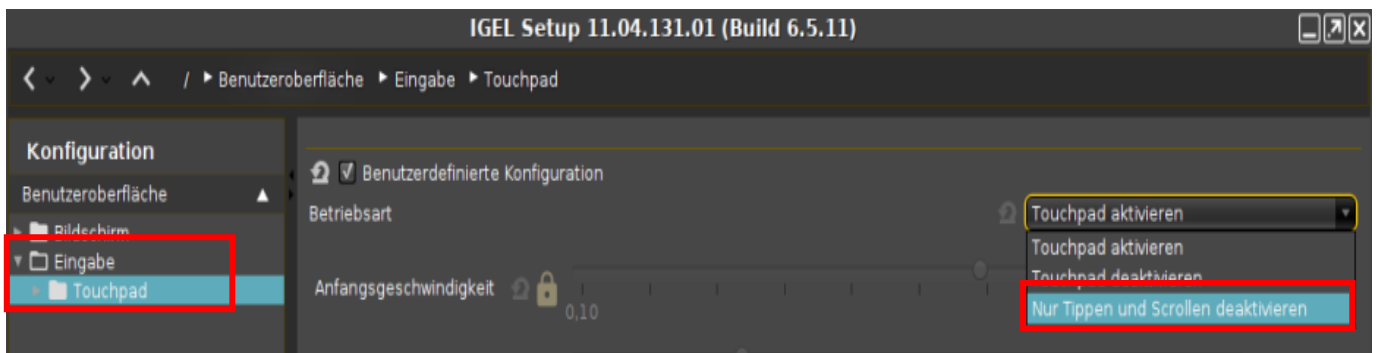 IGEL Setup 11.04.131.01 (Build 6.5.11)
/ Benutzeroberfläche Eingabe Touchpad
Konfiguration
Benutzeroberfläche
Bildschirm
Eingabe
Touchpad
Benutzerdefinierte Konfiguration
Betriebsart
Touchpad aktivieren
Touchpad aktivieren
Touchpad deaktivieren
Nur Tippen und Scrollen deaktivieren
Anfangsgeschwindigkeit
0,10